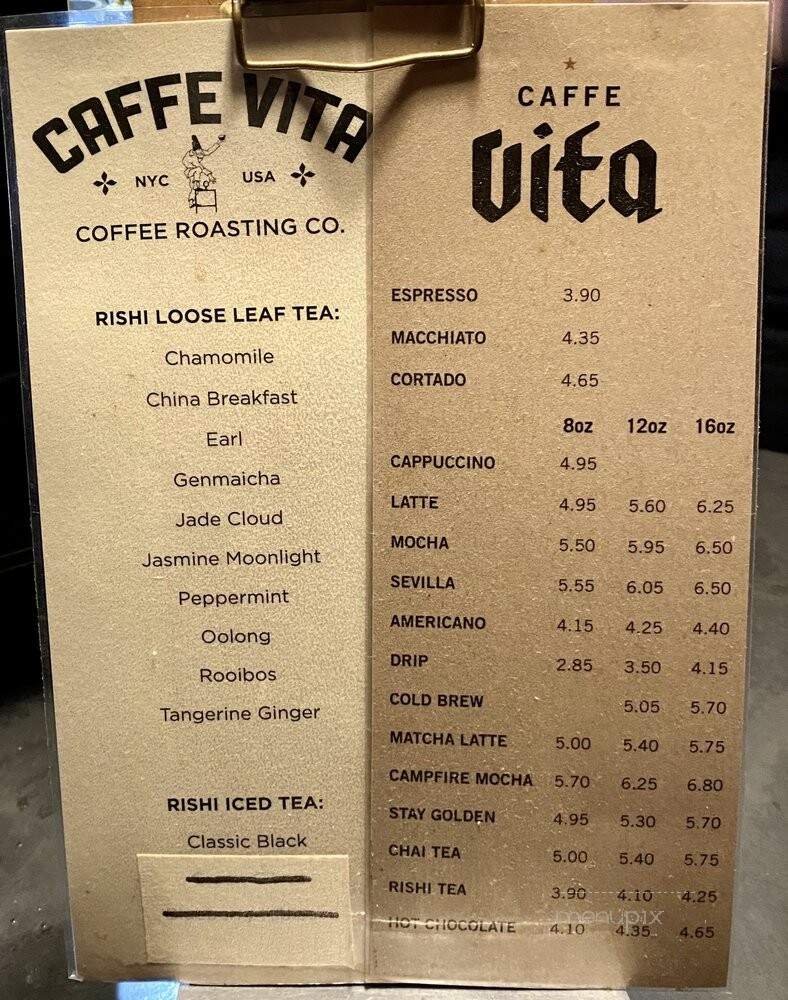 CAFFE VITA
NYC USA
COFFEE ROASTING CO.
RISHI LOOSE LEAF TEA:
Chamomile
China Breakfast
Earl
Genmaicha
Jade Cloud
Jasmine Moonlight
Peppermint
Oolong
Rooibos
Tangerine Ginger
RISHI ICED TEA:
Classic Black
CAFFE
Vita
ESPRESSO 3.90
MACCHIATO 4.35
CORTADO 4.65
8oz 12oz 16oz
CAPPUCCINO 4.95
LATTE 4.95 5.60 6.25
MOCHA 5.50 5.95 6.50
SEVILLA 5.55 6.05 6.50
AMERICANO 4.15 4.25 4.40
DRIP 2.85 3.50 4.15
COLD BREW 5.05 5.70
MATCHA LATTE 5.00 5.40 5.75
CAMPFIRE MOCHA 5.70 6.25 6.80
STAY GOLDEN 4.95 5.30 5.70
CHAI TEA 5.00 5.40 5.75
RISHI TEA 3.90 4.10 4.25
menupix
HOT CHOCOLATE 4.10 4.35 4.65